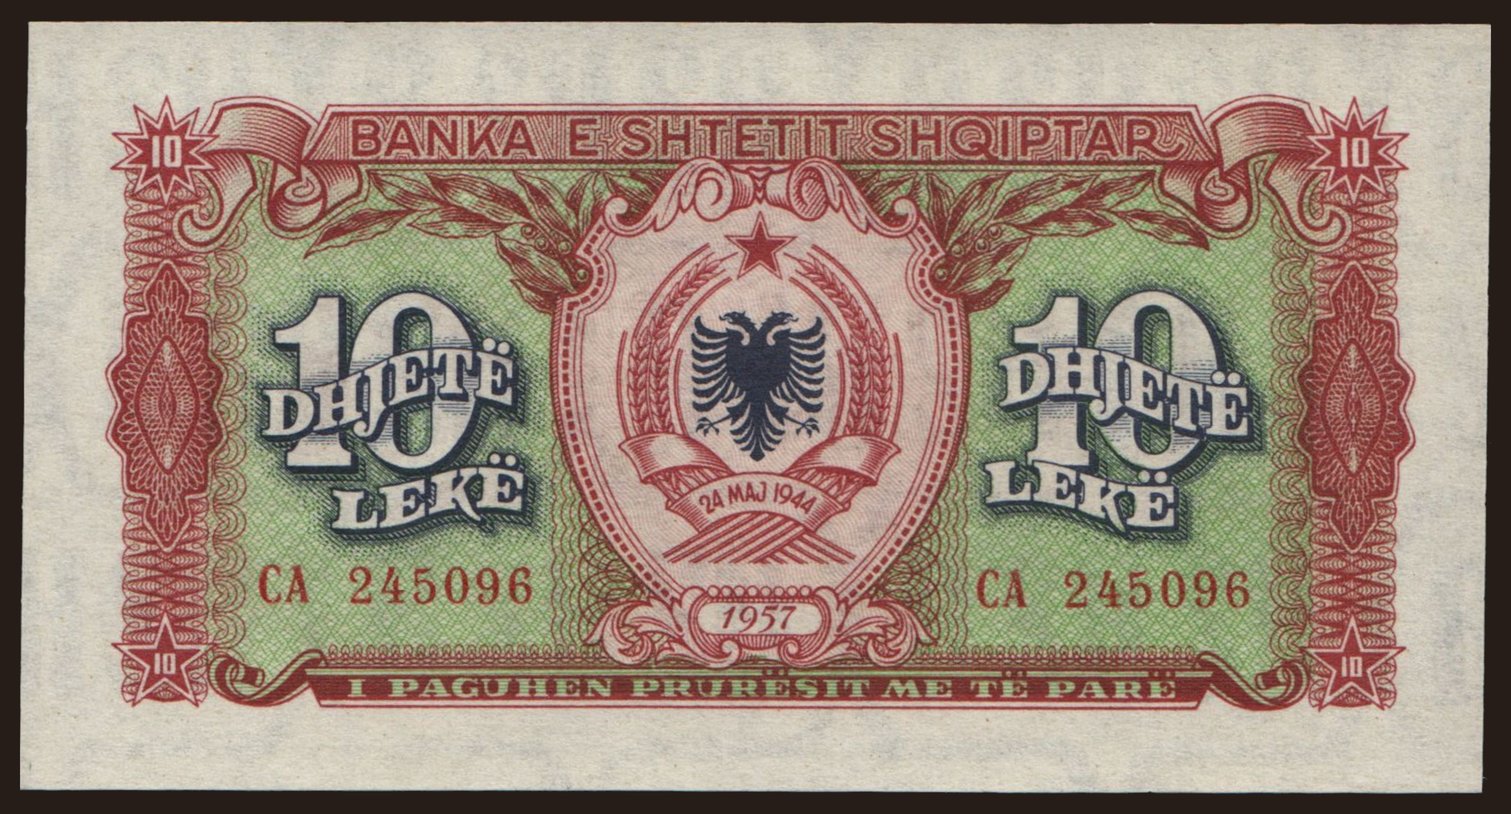 BANKA E SHTETIT SHQIPTAR
10
10
10
DHJETË
LEKË
10
DHJETË
LEKË
24 MAJ 1944
CA 245096
CA 245096
1957
10
10
I PAGUHEN PRURËSIT ME TË PARË